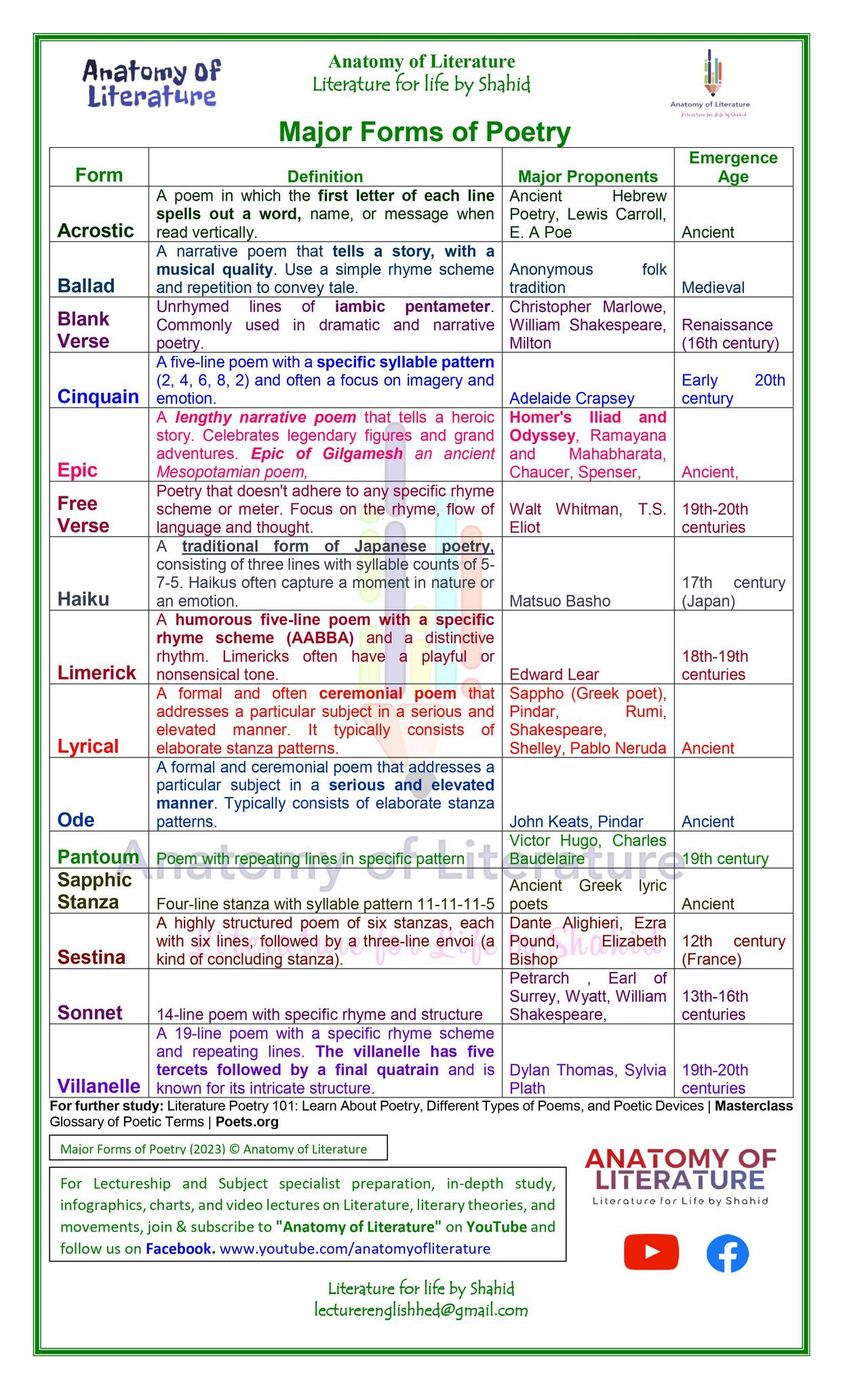 Anatomy Of
Literature
Anatomy of Literature
Literature for life by Shahid
Anatomy of Literature
Literature for Life by Shahid
Major Forms of Poetry
Form
Definition
Major Proponents
Emergence
Age
Acrostic
A poem in which the first letter of each line
spells out a word, name, or message when
read vertically.
Ancient Hebrew
Poetry, Lewis Carroll,
E. A Poe
Ancient
Ballad
A narrative poem that tells a story, with a
musical quality. Use a simple rhyme scheme
and repetition to convey tale.
Anonymous folk
tradition
Medieval
Blank
Verse
Unrhymed lines of iambic pentameter.
Commonly used in dramatic and narrative
poetry.
Christopher Marlowe,
William Shakespeare,
Milton
Renaissance
(16th century)
Cinquain
A five-line poem with a specific syllable pattern
(2, 4, 6, 8, 2) and often a focus on imagery and
emotion.
Adelaide Crapsey
Early 20th
century
Epic
A lengthy narrative poem that tells a heroic
story. Celebrates legendary figures and grand
adventures. Epic of Gilgamesh an ancient
Mesopotamian poem,
Homer's Iliad and
Odyssey, Ramayana
and Mahabharata,
Chaucer, Spenser,
Ancient,
Free
Verse
Poetry that doesn't adhere to any specific rhyme
scheme or meter. Focus on the rhyme, flow of
language and thought.
Walt Whitman, T.S.
Eliot
19th-20th
centuries
Haiku
A traditional form of Japanese poetry,
consisting of three lines with syllable counts of 5-
7-5. Haikus often capture a moment in nature or
an emotion.
Matsuo Basho
17th century
(Japan)
Limerick
A humorous five-line poem with a specific
rhyme scheme (AABBA) and a distinctive
rhythm. Limericks often have a playful or
nonsensical tone.
Edward Lear
18th-19th
centuries
Lyrical
A formal and often ceremonial poem that
addresses a particular subject in a serious and
elevated manner. It typically consists of
elaborate stanza patterns.
Sappho (Greek poet),
Pindar, Rumi,
Shakespeare,
Shelley, Pablo Neruda
Ancient
Ode
A formal and ceremonial poem that addresses a
particular subject in a serious and elevated
manner. Typically consists of elaborate stanza
patterns.
John Keats, Pindar
Ancient
Pantoum
Poem with repeating lines in specific pattern
Victor Hugo, Charles
Baudelaire
19th century
Anatomy of Literature
Sapphic
Stanza
Four-line stanza with syllable pattern 11-11-11-5
Ancient Greek lyric
poets
Ancient
Sestina
A highly structured poem of six stanzas, each
with six lines, followed by a three-line envoi (a
kind of concluding stanza).
Dante Alighieri, Ezra
Pound, Elizabeth
Bishop
12th century
(France)
Literature for Life by Shahid
Sonnet
14-line poem with specific rhyme and structure
Petrarch , Earl of
Surrey, Wyatt, William
Shakespeare,
13th-16th
centuries
Villanelle
A 19-line poem with a specific rhyme scheme
and repeating lines. The villanelle has five
tercets followed by a final quatrain and is
known for its intricate structure.
Dylan Thomas, Sylvia
Plath
19th-20th
centuries
For further study: Literature Poetry 101: Learn About Poetry, Different Types of Poems, and Poetic Devices | Masterclass
Glossary of Poetic Terms | Poets.org
Major Forms of Poetry (2023) © Anatomy of Literature
For Lectureship and Subject specialist preparation, in-depth study,
infographics, charts, and video lectures on Literature, literary theories, and
movements, join & subscribe to "Anatomy of Literature" on YouTube and
follow us on Facebook. www.youtube.com/anatomyofliterature
ANATOMY OF
LITERATURE
Literature for Life by Shahid
Literature for life by Shahid
lecturerenglishhed@gmail.com